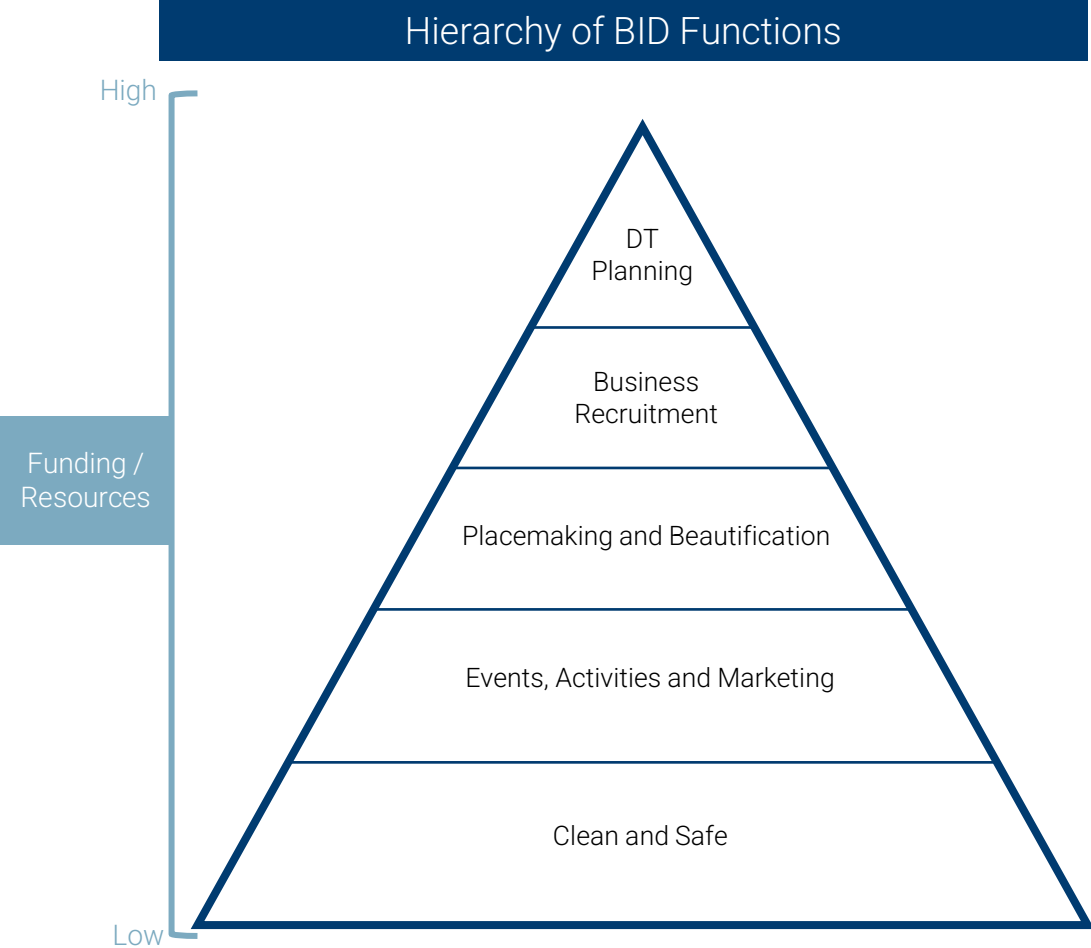 Hierarchy of BID Functions
High
DT
Planning
Business
Recruitment
Funding /
Resources
Placemaking and Beautification
Events, Activities and Marketing
Clean and Safe
Low